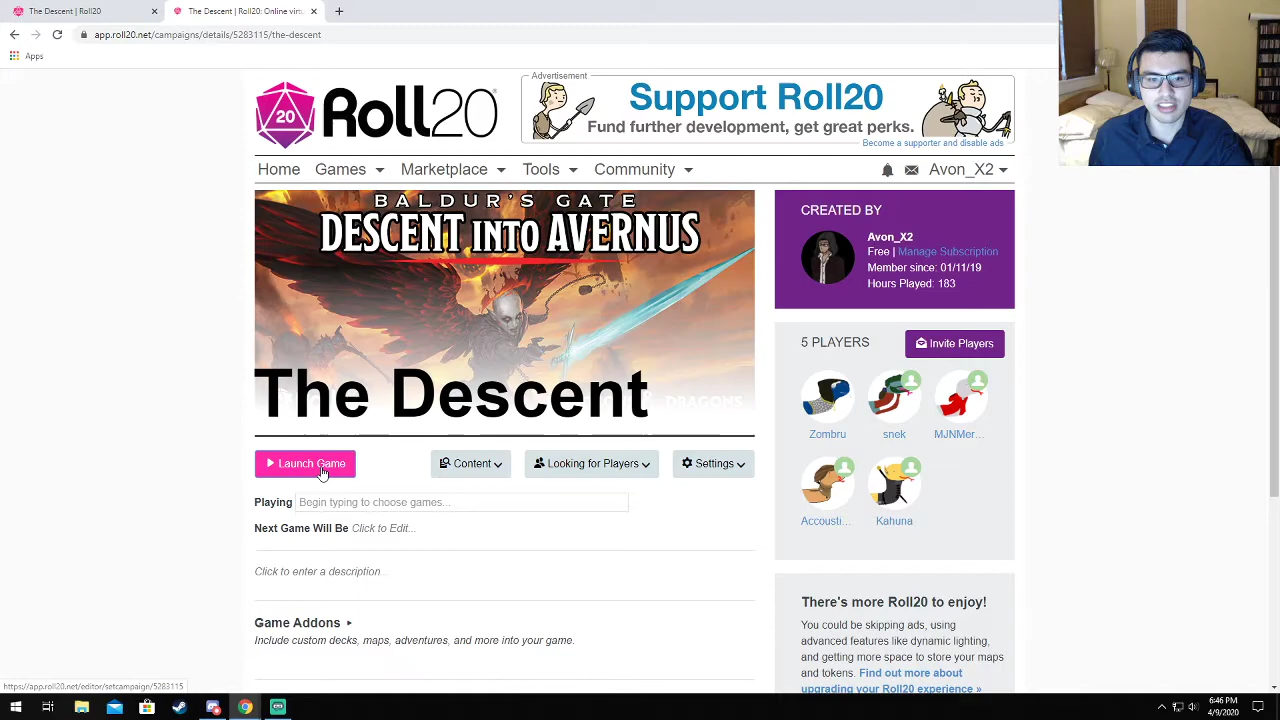 The Descent | Roll20
The Descent | Roll20: Online virtu
app.roll20.net/campaigns/details/5283115/the-descent
Apps
20
Roll20
Advertisement
Support Roll20
Fund further development, get great perks.
Become a supporter and disable ads
Home Games Marketplace Tools Community Avon_X2
BALDUR'S GATE
DESCENT INTO AVERNUS
The Descent
DRAGONS
Launch Game Content Looking for Players Settings
Playing Begin typing to choose games...
Next Game Will Be Click to Edit...
Click to enter a description...
Game Addons
Include custom decks, maps, adventures, and more into your game.
CREATED BY
Avon_X2
Free | Manage Subscription
Member since: 01/11/19
Hours Played: 183
5 PLAYERS Invite Players
Zombru snek MJNMer...
Accousti... Kahuna
There's more Roll20 to enjoy!
You could be skipping ads, using
advanced features like dynamic lighting,
and getting more space to store your maps
and tokens. Find out more about
upgrading your Roll20 experience »
https://app.roll20.net/editor/setcampaign/5283115
6:46 PM
4/9/2020